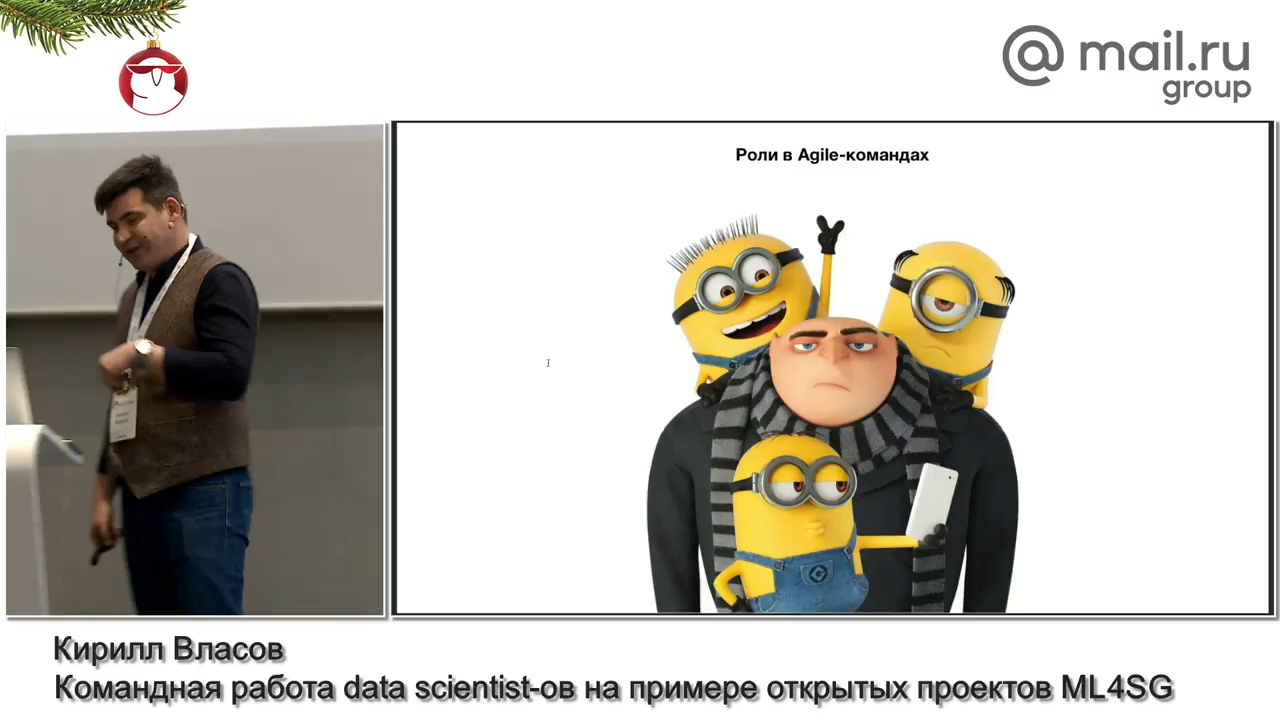 @ mail.ru
group
Роли в Agile-командах
Кирилл Власов
Командная работа data scientist-ов на примере открытых проектов ML4SG